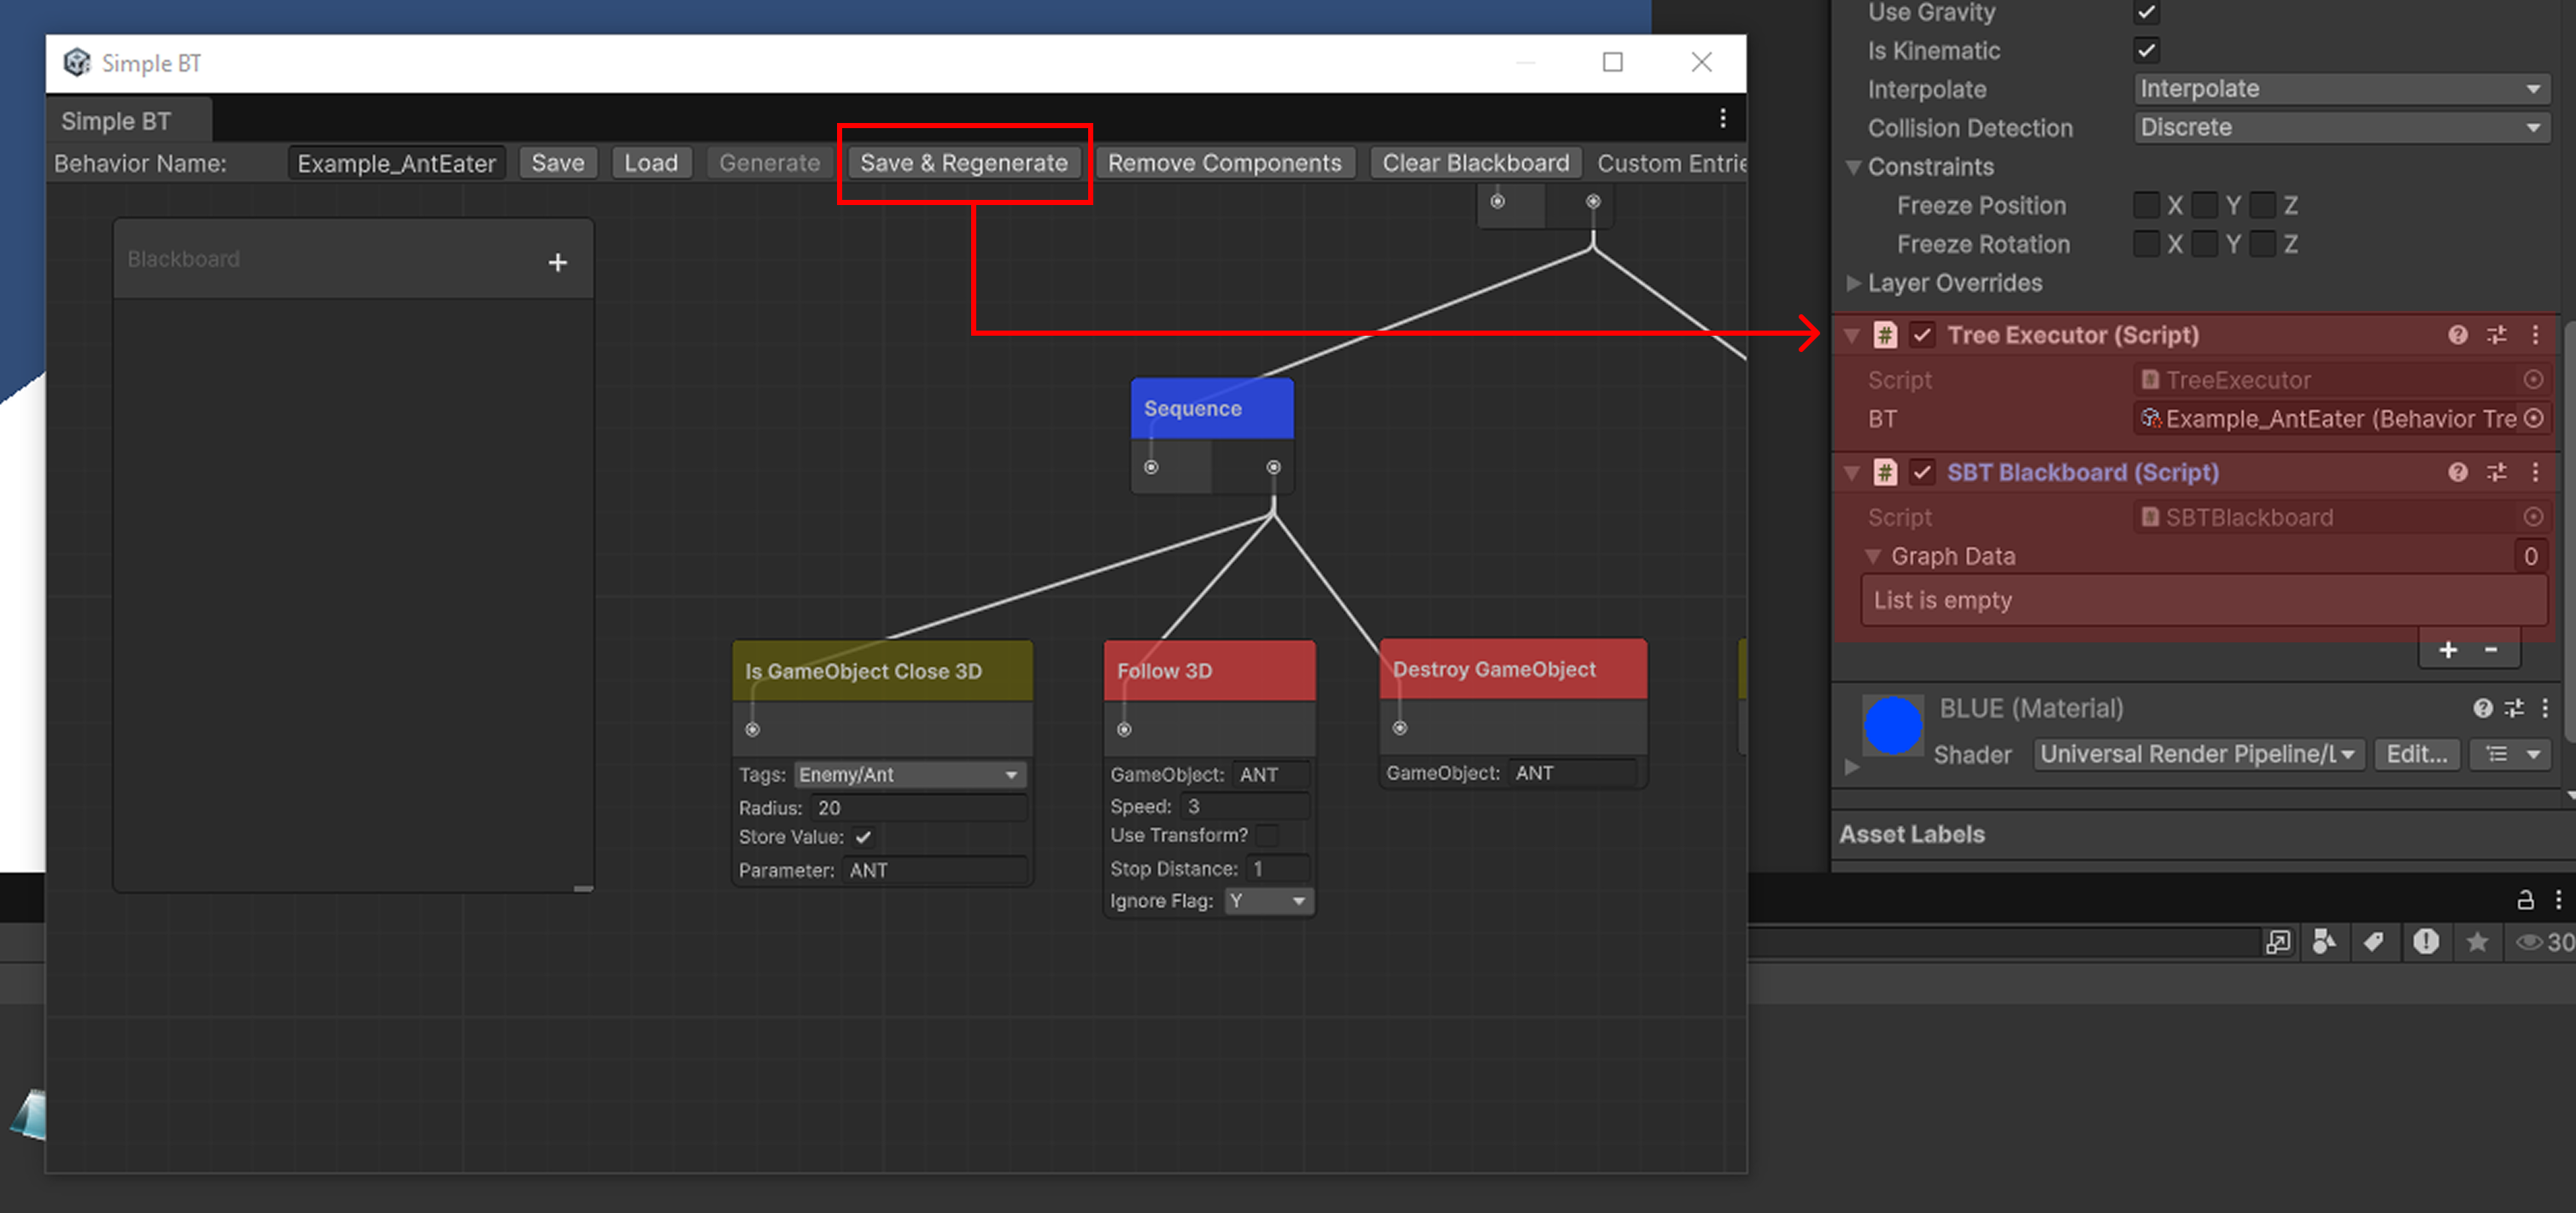 Simple BT
Simple BT
Behavior Name: Example_AntEater Save Load Generate Save & Regenerate Remove Components Clear Blackboard Custom Entrie
Blackboard +
Sequence
Is GameObject Close 3D
Tags: Enemy/Ant
Radius: 20
Store Value:
Parameter: ANT
Follow 3D
GameObject: ANT
Speed: 3
Use Transform?
Stop Distance: 1
Ignore Flag: Y
Destroy GameObject
GameObject: ANT
Use Gravity
Is Kinematic
Interpolate Interpolate
Collision Detection Discrete
Constraints
Freeze Position X Y Z
Freeze Rotation X Y Z
Layer Overrides
# Tree Executor (Script)
Script # TreeExecutor
BT Example_AntEater (Behavior Tre
# SBT Blackboard (Script)
Script # SBTBlackboard
Graph Data 0
List is empty
+ -
BLUE (Material)
Shader Universal Render Pipeline/L Edit...
Asset Labels
30